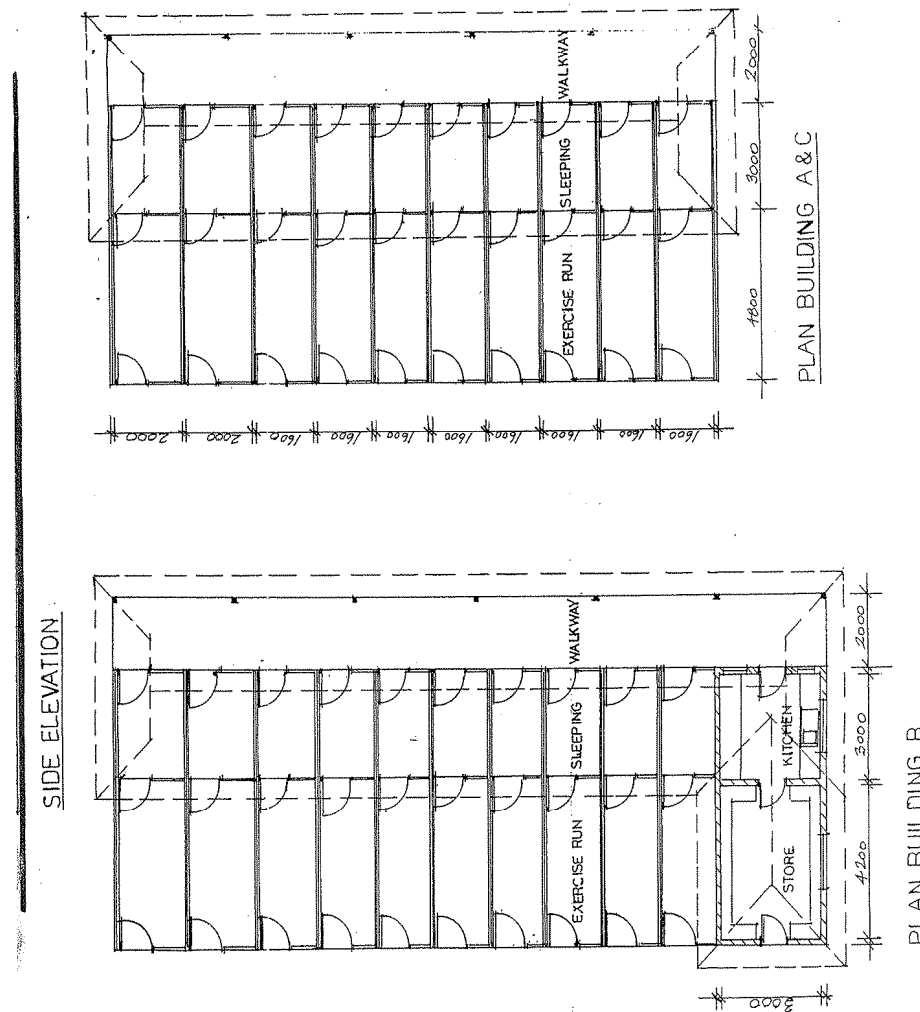 SIDE ELEVATION
2000
2000
1600
1600
1600
1600
1600
1600
1600
1600
EXERCISE RUN
SLEEPING
WALKWAY
4800
3000
2000
PLAN BUILDING A & C
EXERCISE RUN
SLEEPING
WALKWAY
STORE
KITCHEN
3000
4200
3000
2000
PLAN BUILDING B